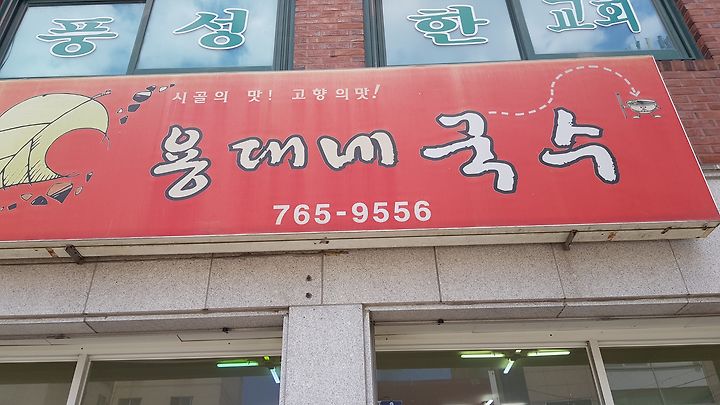 풍성한 교회
시골의 맛! 고향의맛!
용대네국수
765-9556